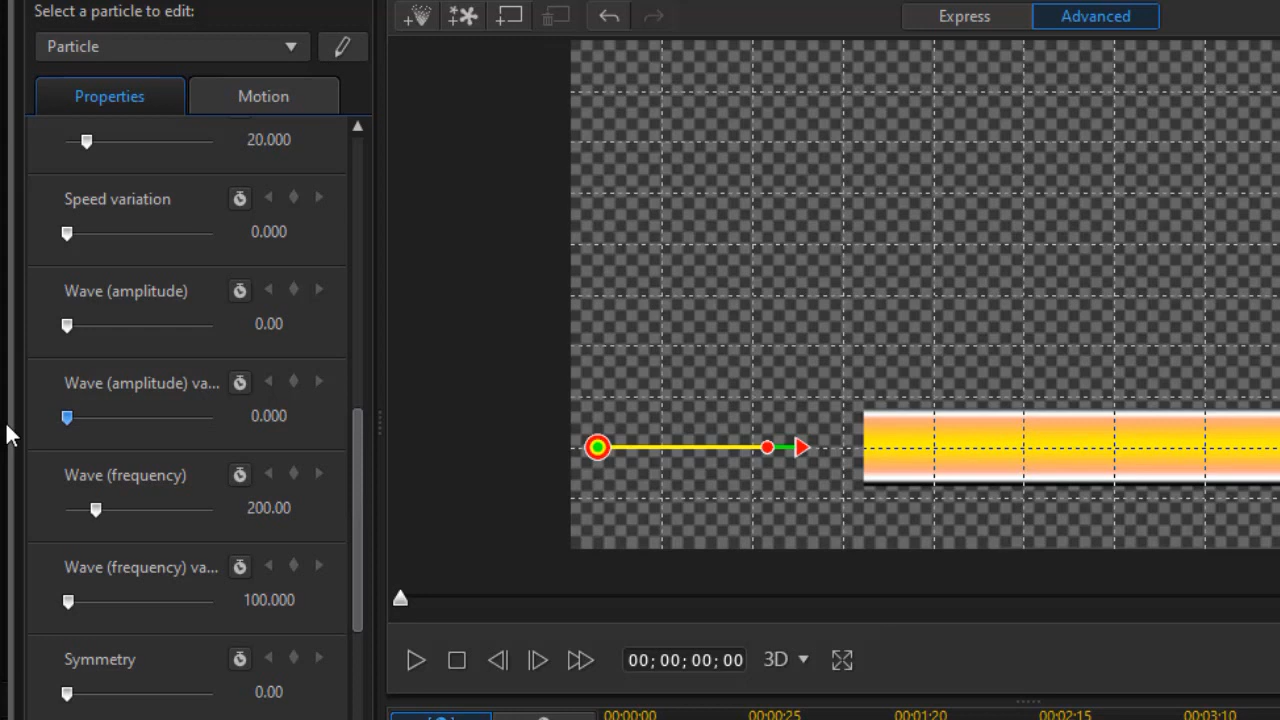 Select a particle to edit:
Express
Advanced
Particle
Properties
Motion
20.000
Speed variation
0.000
Wave (amplitude)
0.00
Wave (amplitude) va...
0.000
Wave (frequency)
200.00
Wave (frequency) va...
100.000
Symmetry
0.00
00;00;00;00
3D
00:00:00
00:00:25
00:01:20
00:02:15
00:03:10